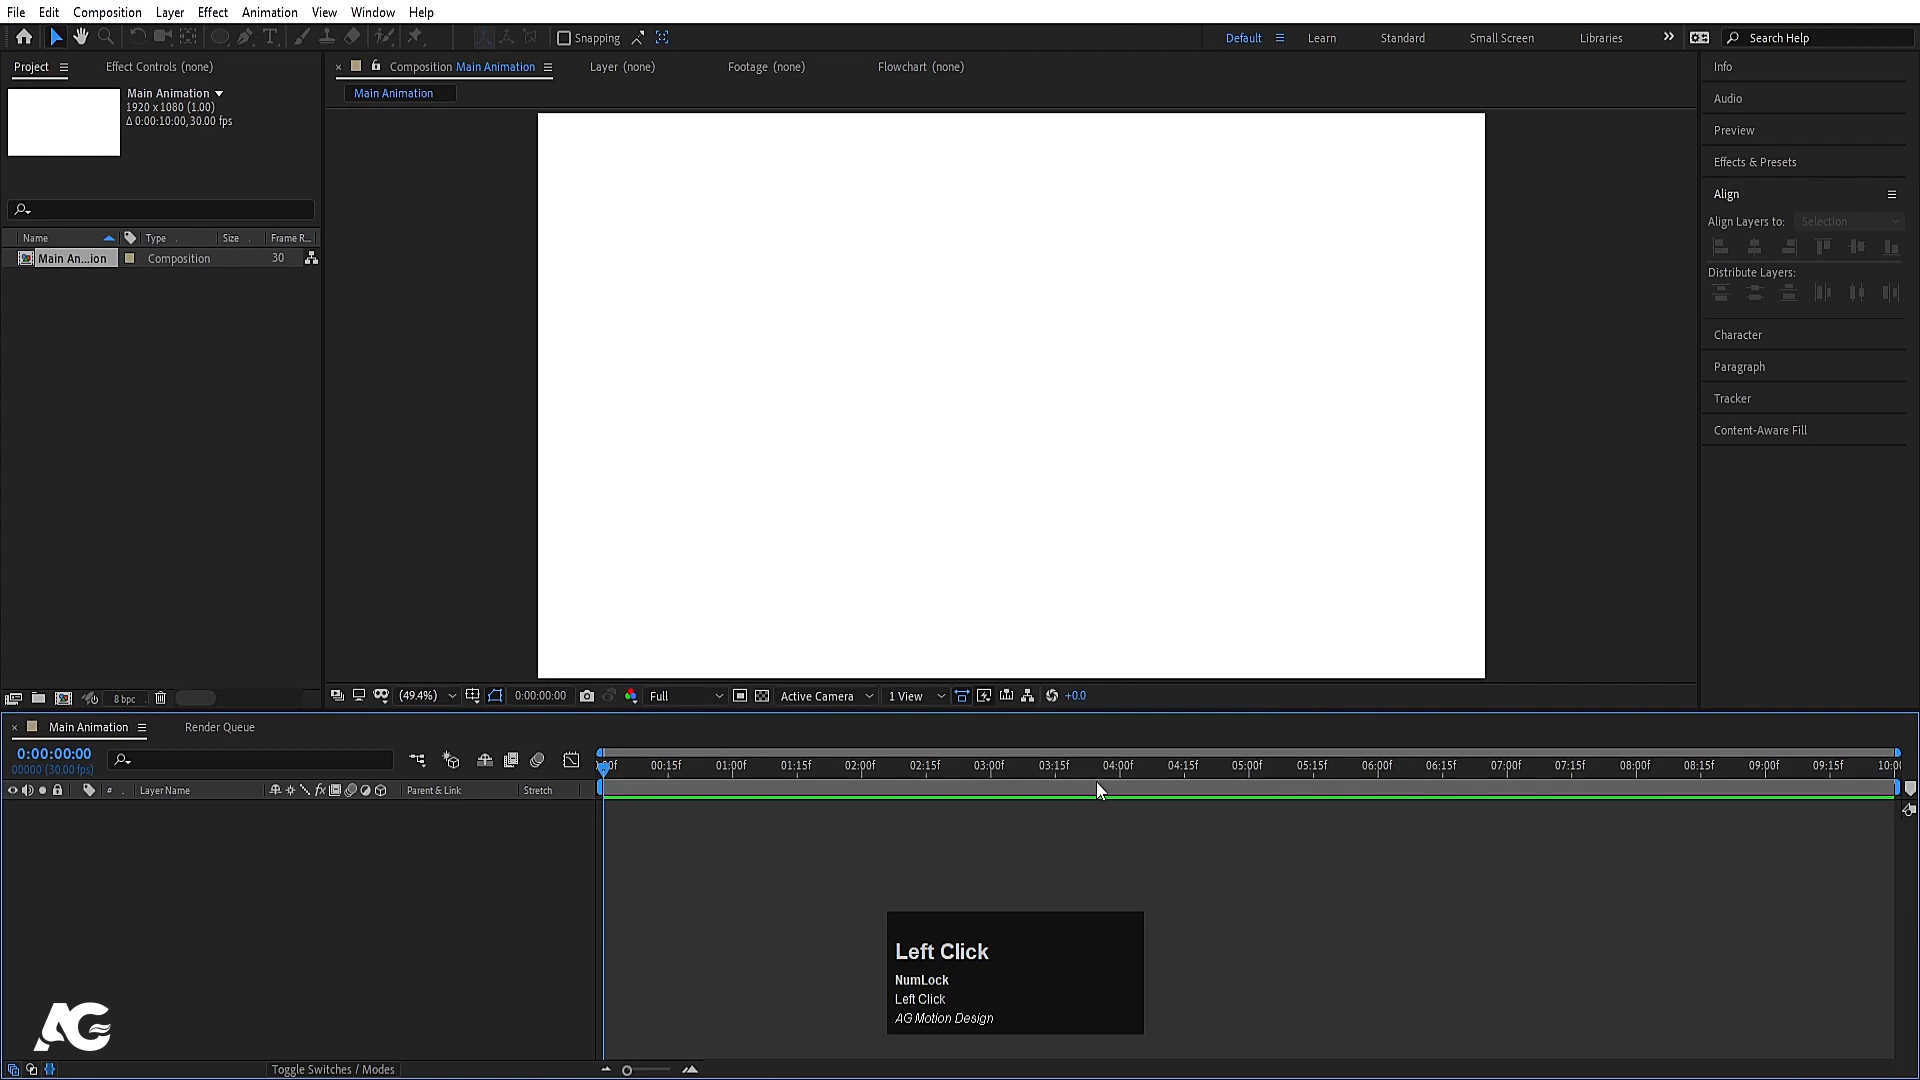 File Edit Composition Layer Effect Animation View Window Help
Snapping Default Learn Standard Small Screen Libraries Search Help
Project Effect Controls (none)
Main Animation
1920 x 1080 (1.00)
Δ 0:00:10:00, 30.00 fps
Name Type Size Frame R...
Main An...ion Composition 30
8 bpc
Composition Main Animation Layer (none) Footage (none) Flowchart (none)
Main Animation
(49.4%) 0:00:00:00 Full Active Camera 1 View +0.0
Info
Audio
Preview
Effects & Presets
Align
Align Layers to: Selection
Distribute Layers:
Character
Paragraph
Tracker
Content-Aware Fill
Main Animation Render Queue
0:00:00:00
00000 (30.00 fps)
# Layer Name Parent & Link Stretch
00:15f 01:00f 01:15f 02:00f 02:15f 03:00f 03:15f 04:00f 04:15f 05:00f 05:15f 06:00f 06:15f 07:00f 07:15f 08:00f 08:15f 09:00f 09:15f 10:00
Left Click
NumLock
Left Click
AG Motion Design
AG
Toggle Switches / Modes